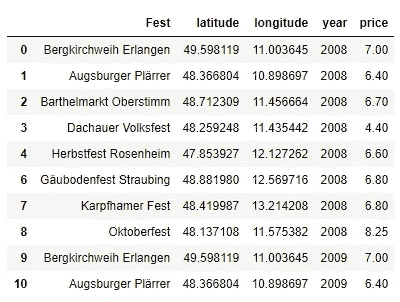 Fest latitude longitude year price
0 Bergkirchweih Erlangen 49.598119 11.003645 2008 7.00
1 Augsburger Plärrer 48.366804 10.898697 2008 6.40
2 Barthelmarkt Oberstimm 48.712309 11.456664 2008 6.70
3 Dachauer Volksfest 48.259248 11.435442 2008 4.40
4 Herbstfest Rosenheim 47.853927 12.127262 2008 6.60
6 Gäubodenfest Straubing 48.881980 12.569716 2008 6.80
7 Karpfhamer Fest 48.419987 13.214208 2008 6.80
8 Oktoberfest 48.137108 11.575382 2008 8.25
9 Bergkirchweih Erlangen 49.598119 11.003645 2009 7.00
10 Augsburger Plärrer 48.366804 10.898697 2009 6.40